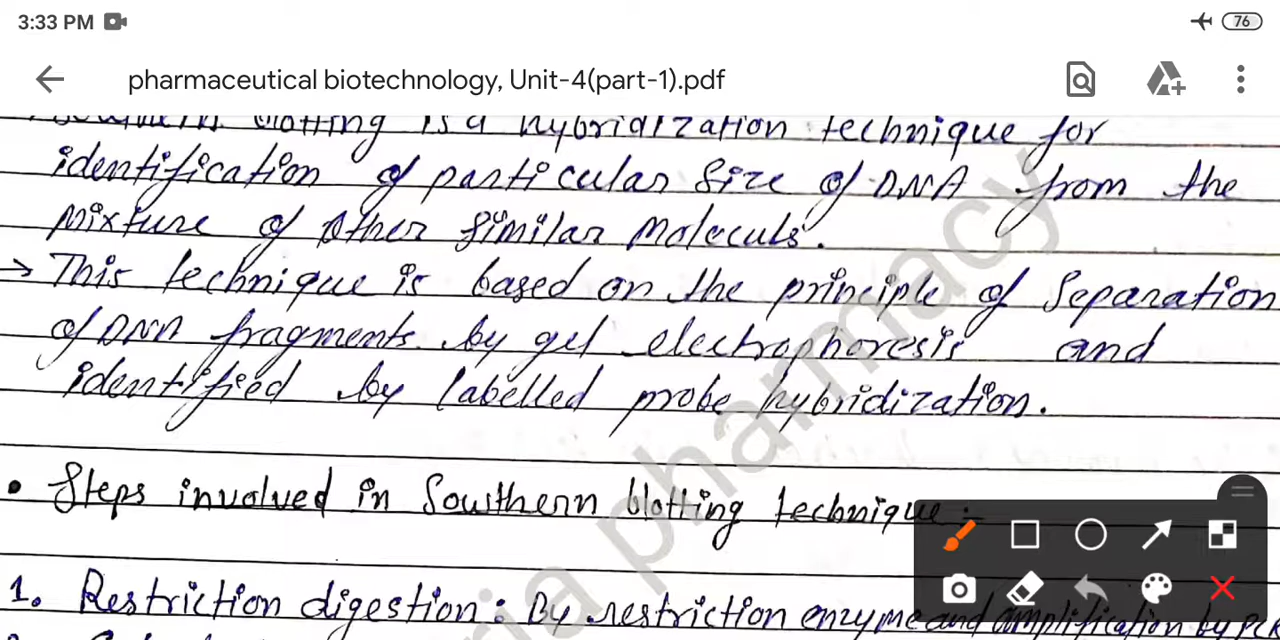 3:33 PM
76
pharmaceutical biotechnology, Unit-4(part-1).pdf
blotting is a hybridization technique for
identification of particular size of DNA from the
mixture of other similar moleculs.
→ This technique is based on the principle of separation
of DNA fragments by gel electrophoresis and
identified by labelled probe hybridization.
• Steps involved in Southern blotting technique:-
1. Restriction digestion: By restriction enzyme and amplification by PCR
pharmacy